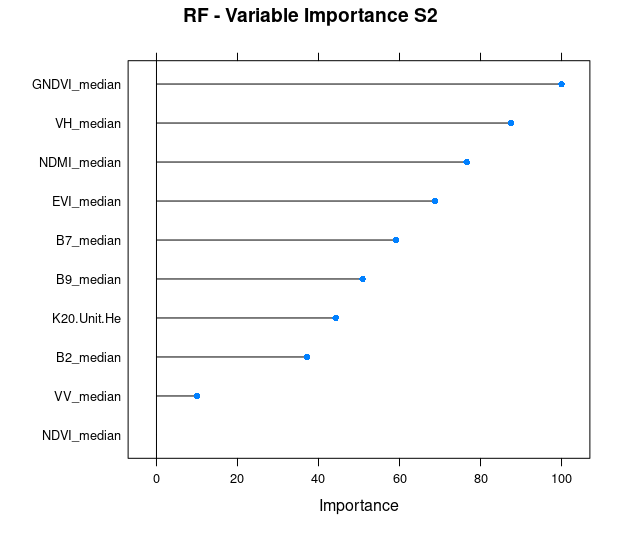 RF - Variable Importance S2
GNDVI_median
VH_median
NDMI_median
EVI_median
B7_median
B9_median
K20.Unit.He
B2_median
VV_median
NDVI_median
0 20 40 60 80 100
Importance